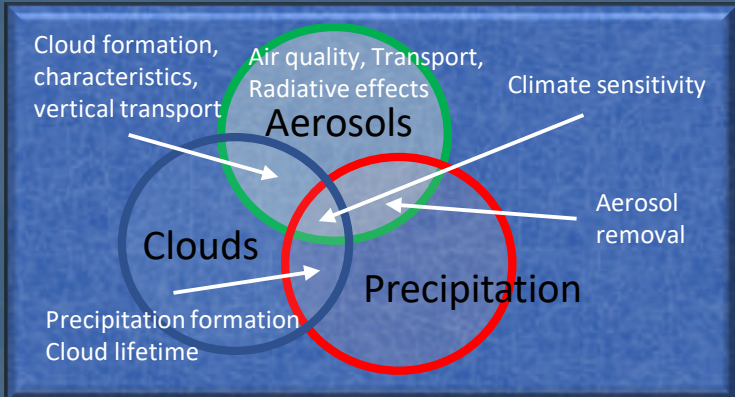 Cloud formation,
characteristics,
vertical transport
Air quality, Transport,
Radiative effects
Aerosols
Climate sensitivity
Aerosol
removal
Clouds
Precipitation
Precipitation formation
Cloud lifetime